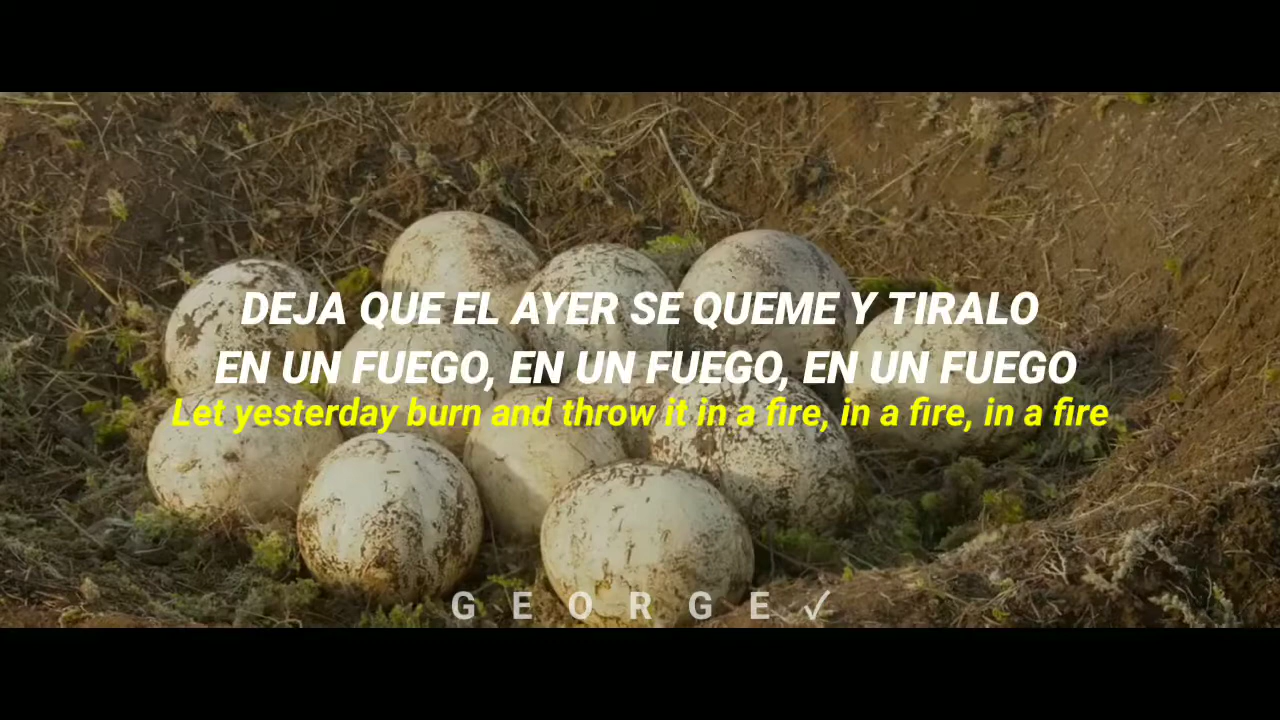 DEJA QUE EL AYER SE QUEME Y TIRALO
EN UN FUEGO, EN UN FUEGO, EN UN FUEGO
Let yesterday burn and throw it in a fire, in a fire, in a fire
GEORGE✓